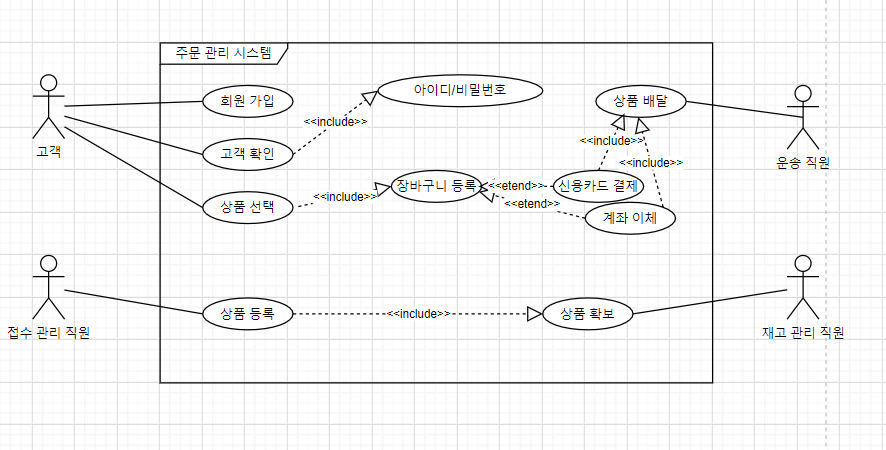 주문 관리 시스템
회원 가입
아이디/비밀번호
상품 배달
<<include>>
<<include>>
고객
고객 확인
<<include>>
운송 직원
상품 선택
<<include>>
장바구니 등록
<<etend>>
신용카드 결제
<<etend>>
계좌 이체
접수 관리 직원
상품 등록
<<include>>
상품 확보
재고 관리 직원